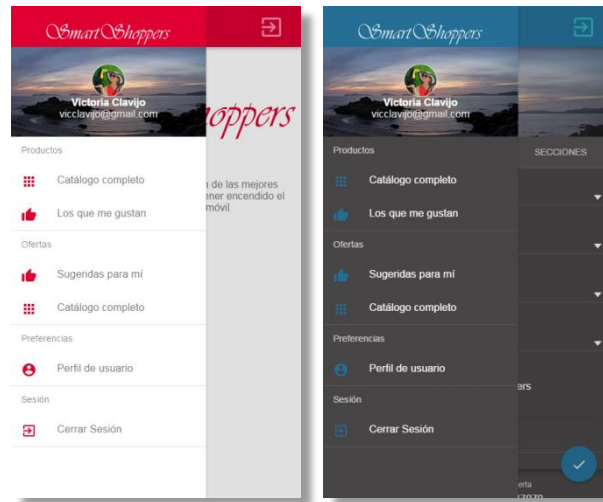 SmartShoppers
Victoria Clavijo
vicclavijo@gmail.com
Productos
Catálogo completo
Los que me gustan
Ofertas
Sugeridas para mí
Catálogo completo
Preferencias
Perfil de usuario
Sesión
Cerrar Sesión
oppers
n de las mejores
ener encendido el
móvil
SmartShoppers
Victoria Clavijo
vicclavijo@gmail.com
Productos
Catálogo completo
Los que me gustan
Ofertas
Sugeridas para mí
Catálogo completo
Preferencias
Perfil de usuario
Sesión
Cerrar Sesión
SECCIONES
ers
erta